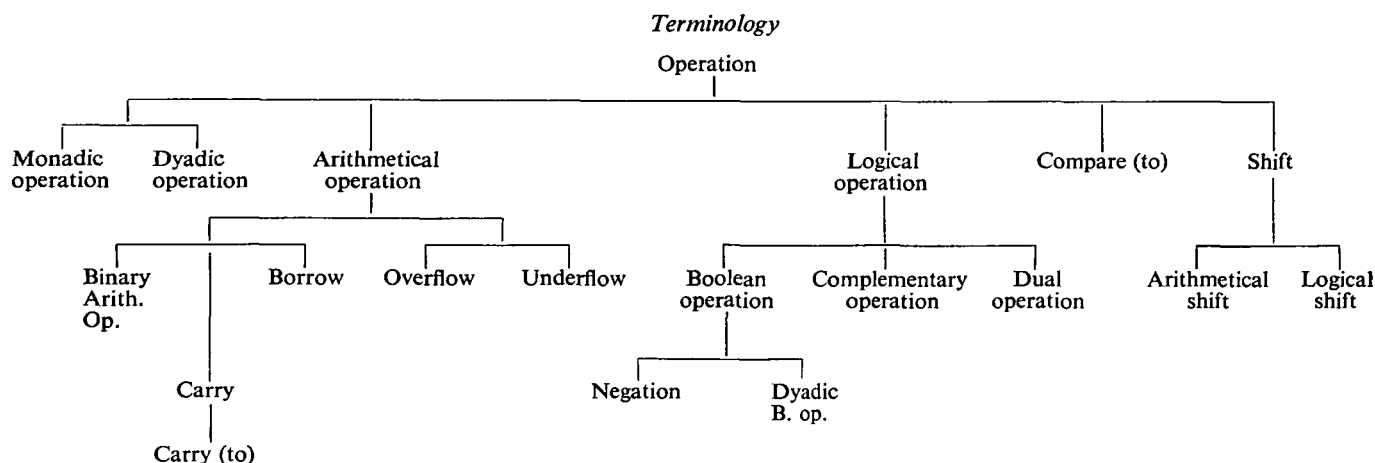 Terminology
Operation
Monadic operation
Dyadic operation
Arithmetical operation
Logical operation
Compare (to)
Shift
Binary Arith. Op.
Borrow
Overflow
Underflow
Boolean operation
Complementary operation
Dual operation
Arithmetical shift
Logical shift
Carry
Negation
Dyadic B. op.
Carry (to)